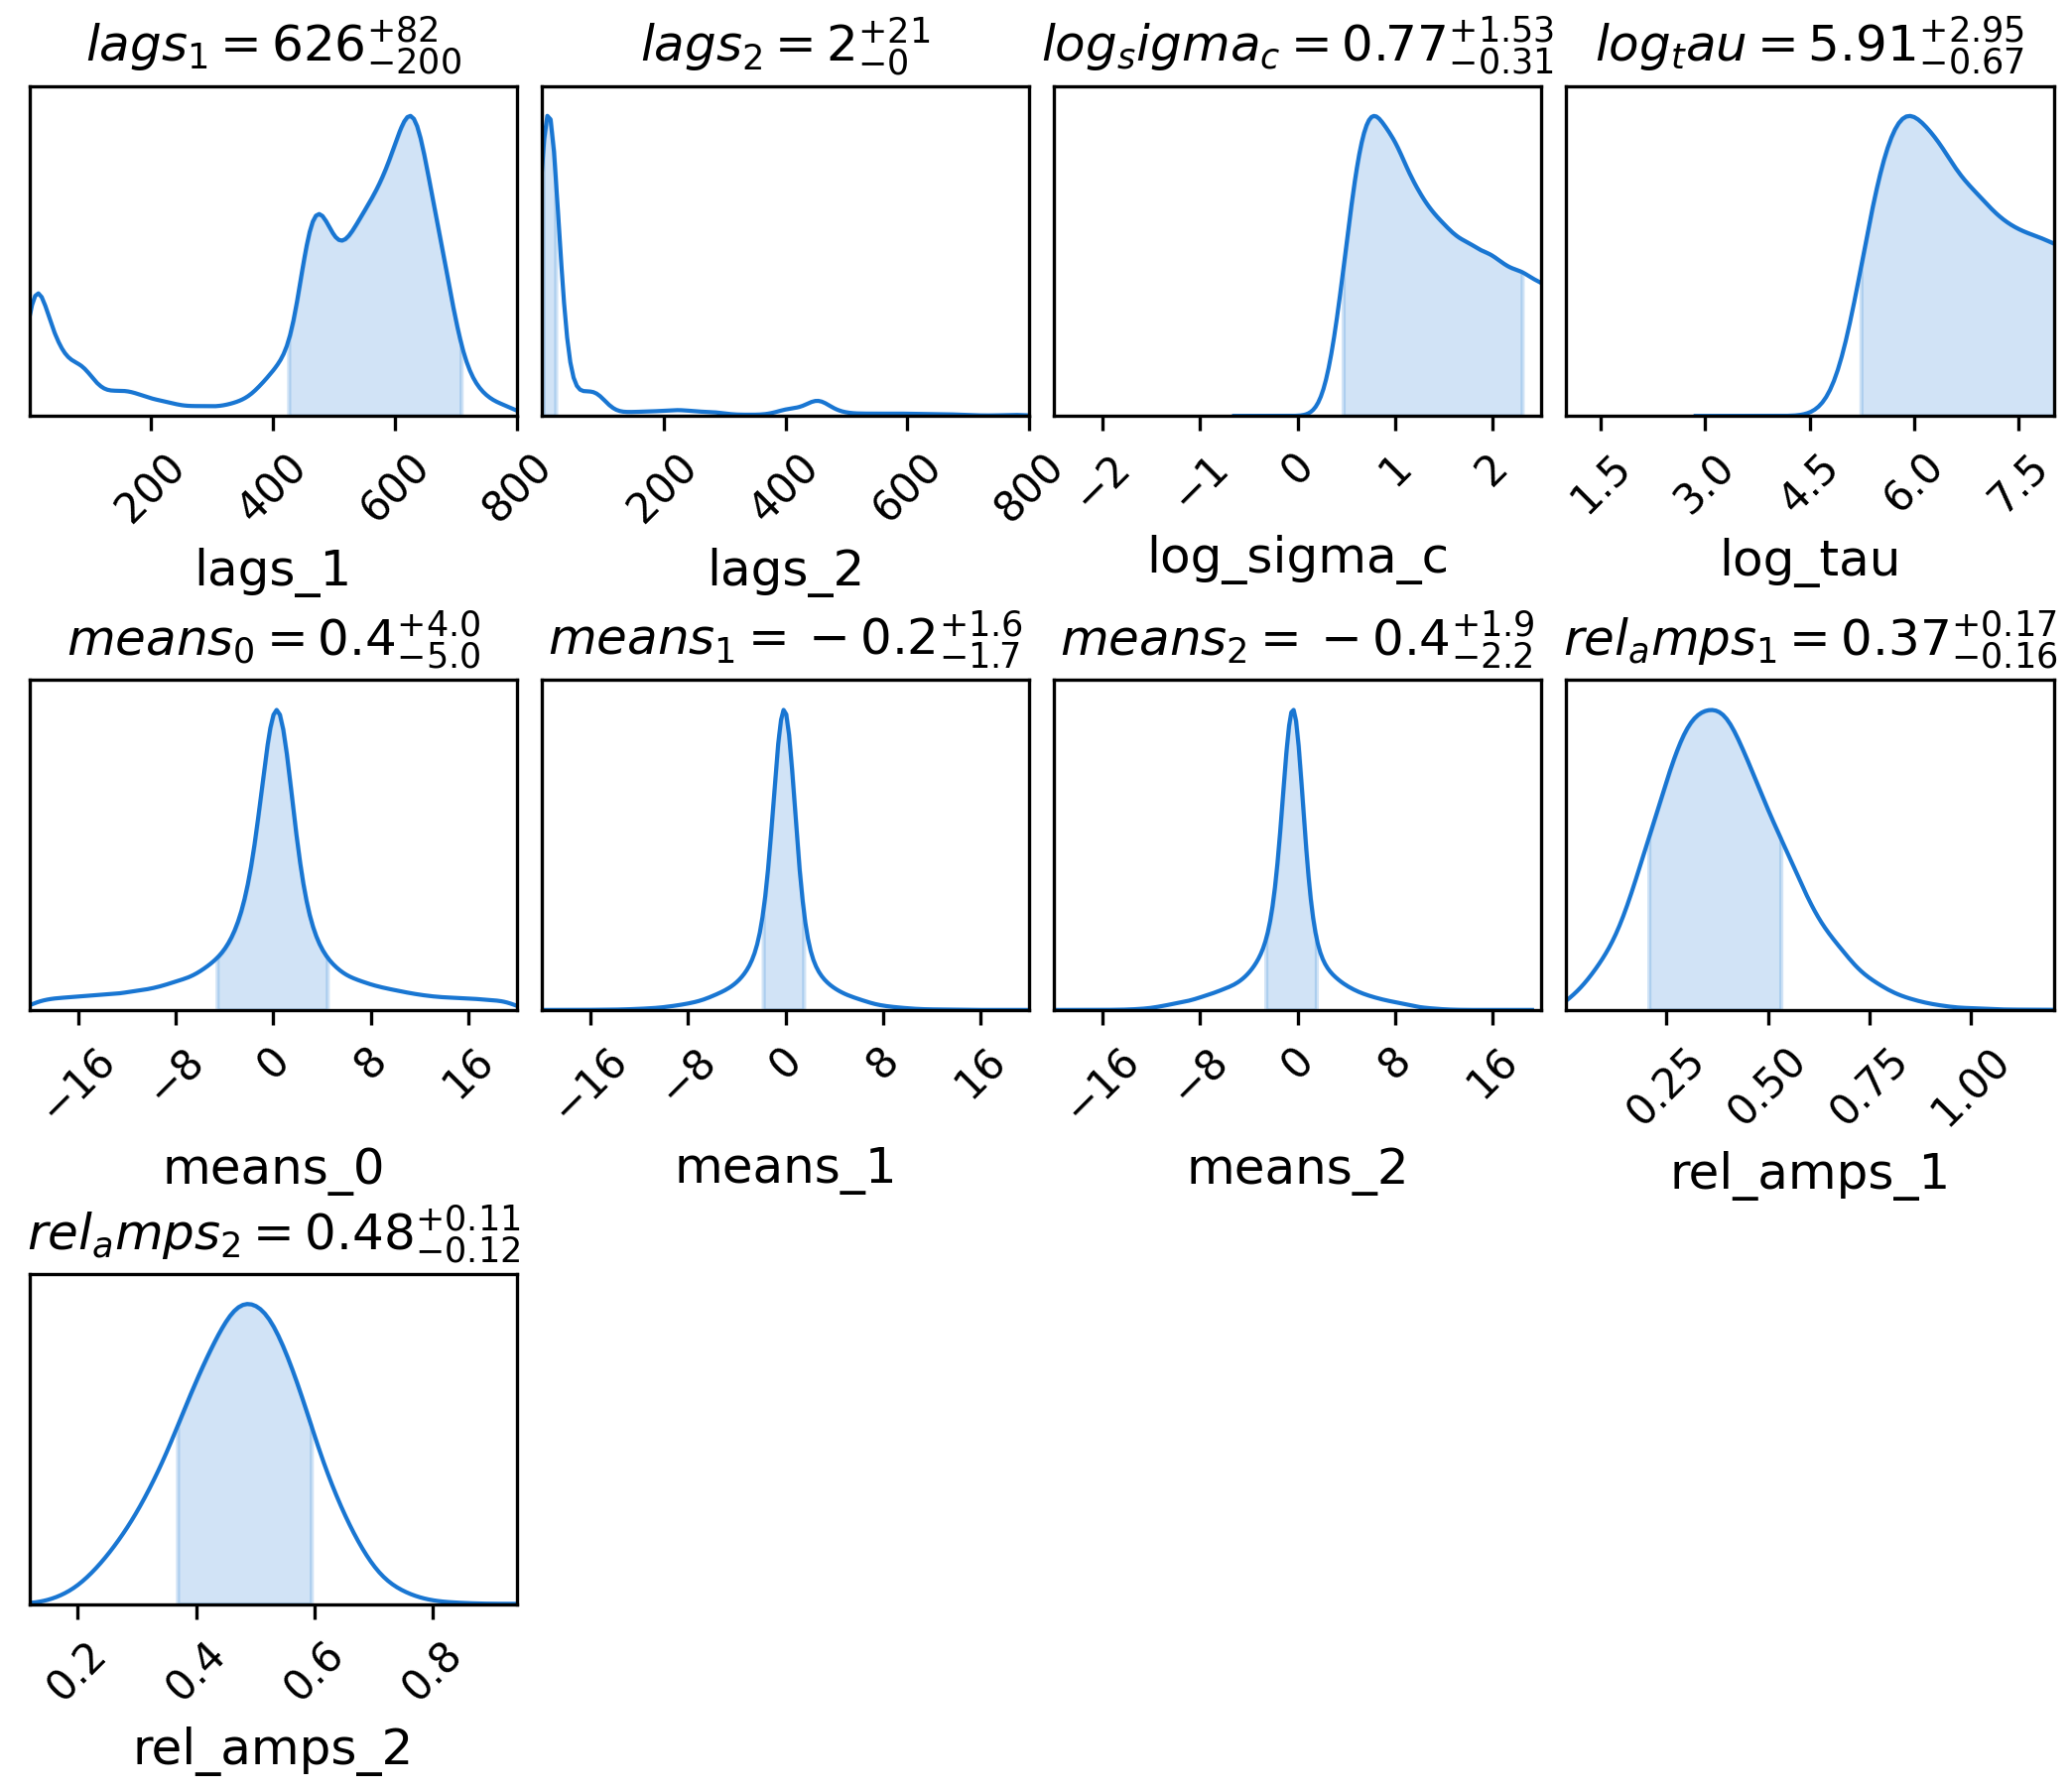 lags₁ = 626⁺⁸²₋₂₀₀ lags₂ = 2⁺²¹₋₀ logₛigma_c = 0.77⁺¹·⁵³₋₀.₃₁ logₜau = 5.91⁺²·⁹⁵₋₀.₆₇
200 400 600 800 200 400 600 800 −2 −1 0 1 2 1.5 3.0 4.5 6.0 7.5
lags_1 lags_2 log_sigma_c log_tau
means₀ = 0.4⁺⁴·⁰₋₅.₀ means₁ = −0.2⁺¹·⁶₋₁.₇ means₂ = −0.4⁺¹·⁹₋₂.₂ relₐmps₁ = 0.37⁺⁰·¹⁷₋₀.₁₆
−16 −8 0 8 16 −16 −8 0 8 16 −16 −8 0 8 16 0.25 0.50 0.75 1.00
means_0 means_1 means_2 rel_amps_1
relₐmps₂ = 0.48⁺⁰·¹¹₋₀.₁₂
0.2 0.4 0.6 0.8
rel_amps_2